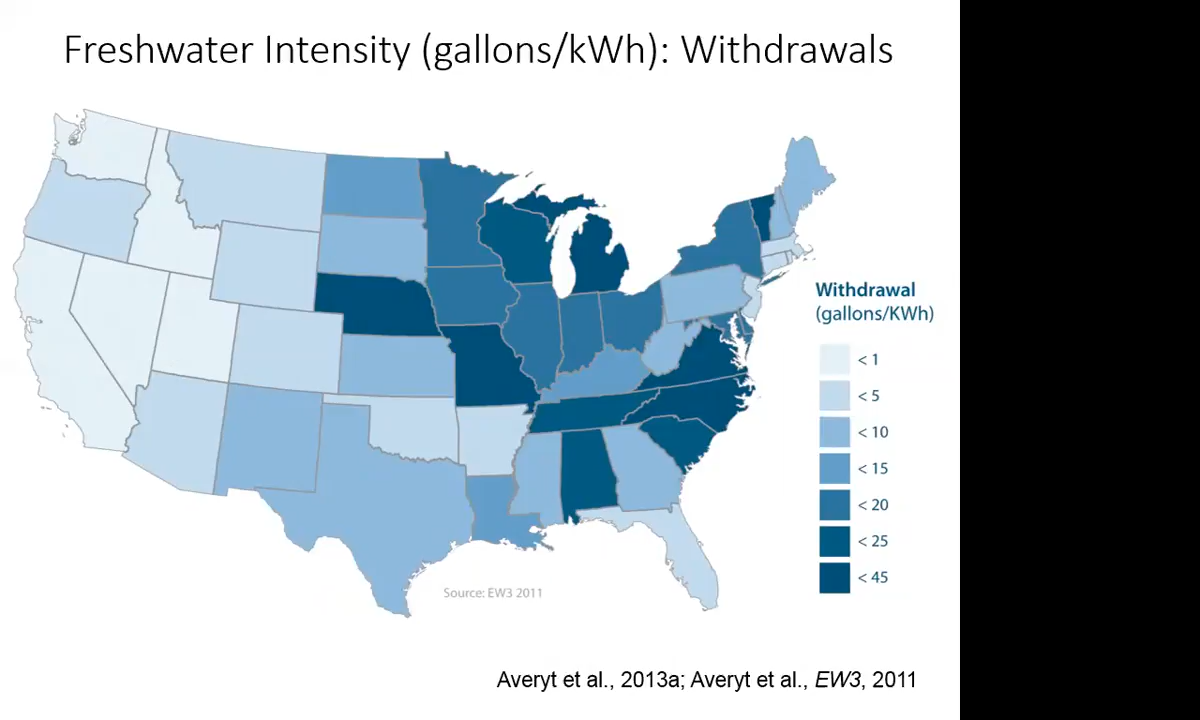 Freshwater Intensity (gallons/kWh): Withdrawals
Withdrawal
(gallons/KWh)
< 1
< 5
< 10
< 15
< 20
< 25
< 45
Source: EW3 2011
Averyt et al., 2013a; Averyt et al., EW3, 2011